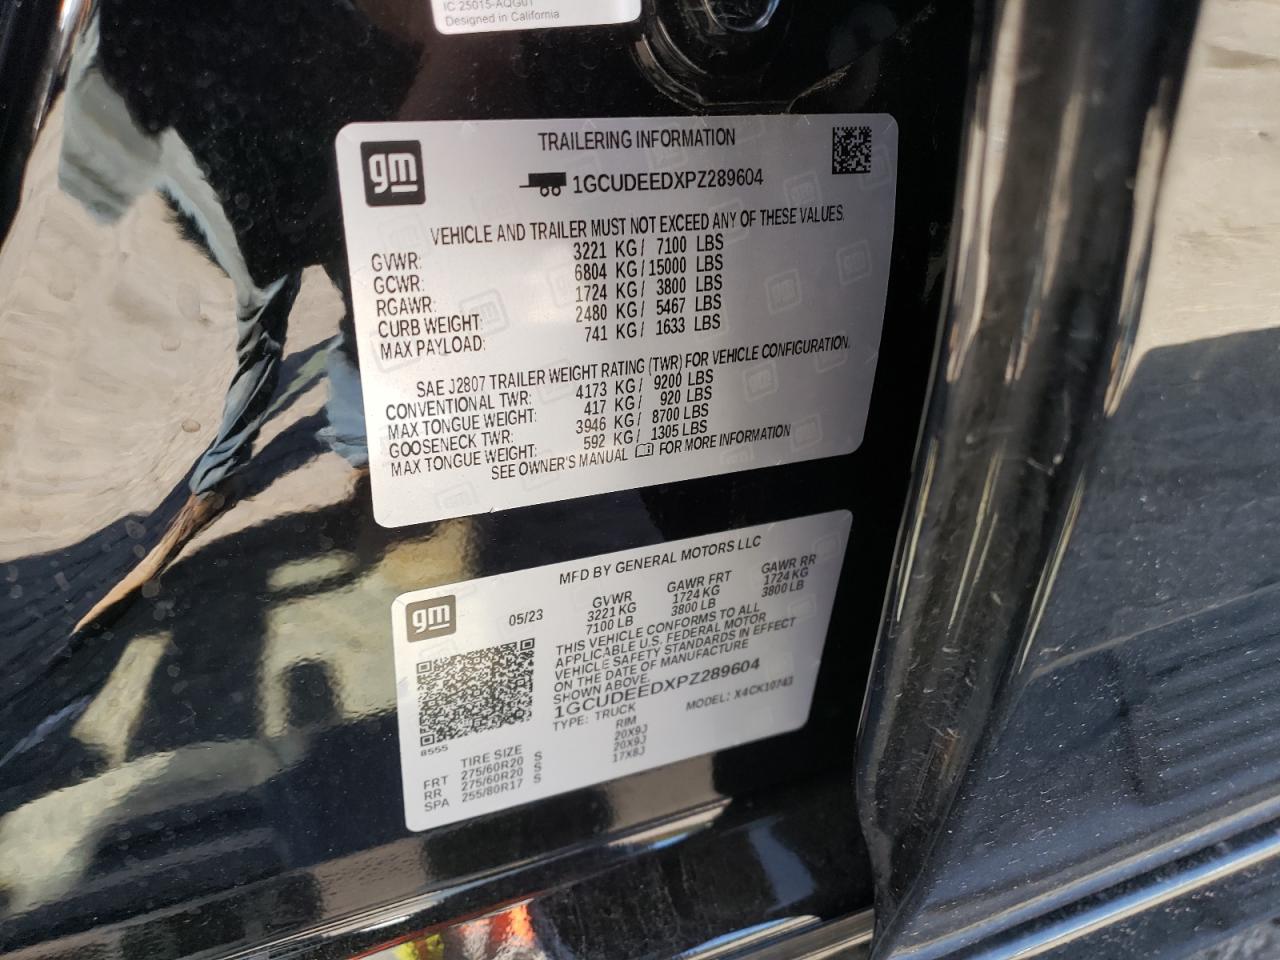 IC 25015-AQG01
Designed in California
gm
TRAILERING INFORMATION
1GCUDEEDXPZ289604
VEHICLE AND TRAILER MUST NOT EXCEED ANY OF THESE VALUES.
GVWR: 3221 KG/ 7100 LBS
GCWR: 6804 KG/15000 LBS
RGAWR: 1724 KG/ 3800 LBS
CURB WEIGHT: 2480 KG/ 5467 LBS
MAX PAYLOAD: 741 KG/ 1633 LBS
SAE J2807 TRAILER WEIGHT RATING (TWR) FOR VEHICLE CONFIGURATION.
CONVENTIONAL TWR: 4173 KG/ 9200 LBS
MAX TONGUE WEIGHT: 417 KG/ 920 LBS
GOOSENECK TWR: 3946 KG/ 8700 LBS
MAX TONGUE WEIGHT: 592 KG/ 1305 LBS
SEE OWNER'S MANUAL FOR MORE INFORMATION
gm
MFD BY GENERAL MOTORS LLC
05/23
GVWR GAWR FRT GAWR RR
3221 KG 1724 KG 1724 KG
7100 LB 3800 LB 3800 LB
THIS VEHICLE CONFORMS TO ALL
APPLICABLE U.S. FEDERAL MOTOR
VEHICLE SAFETY STANDARDS IN EFFECT
ON THE DATE OF MANUFACTURE
SHOWN ABOVE.
1GCUDEEDXPZ289604
TYPE: TRUCK MODEL: X4CK10743
8555
TIRE SIZE RIM
FRT 275/60R20 S 20X9J
RR 275/60R20 S 20X9J
SPA 255/80R17 S 17X8J